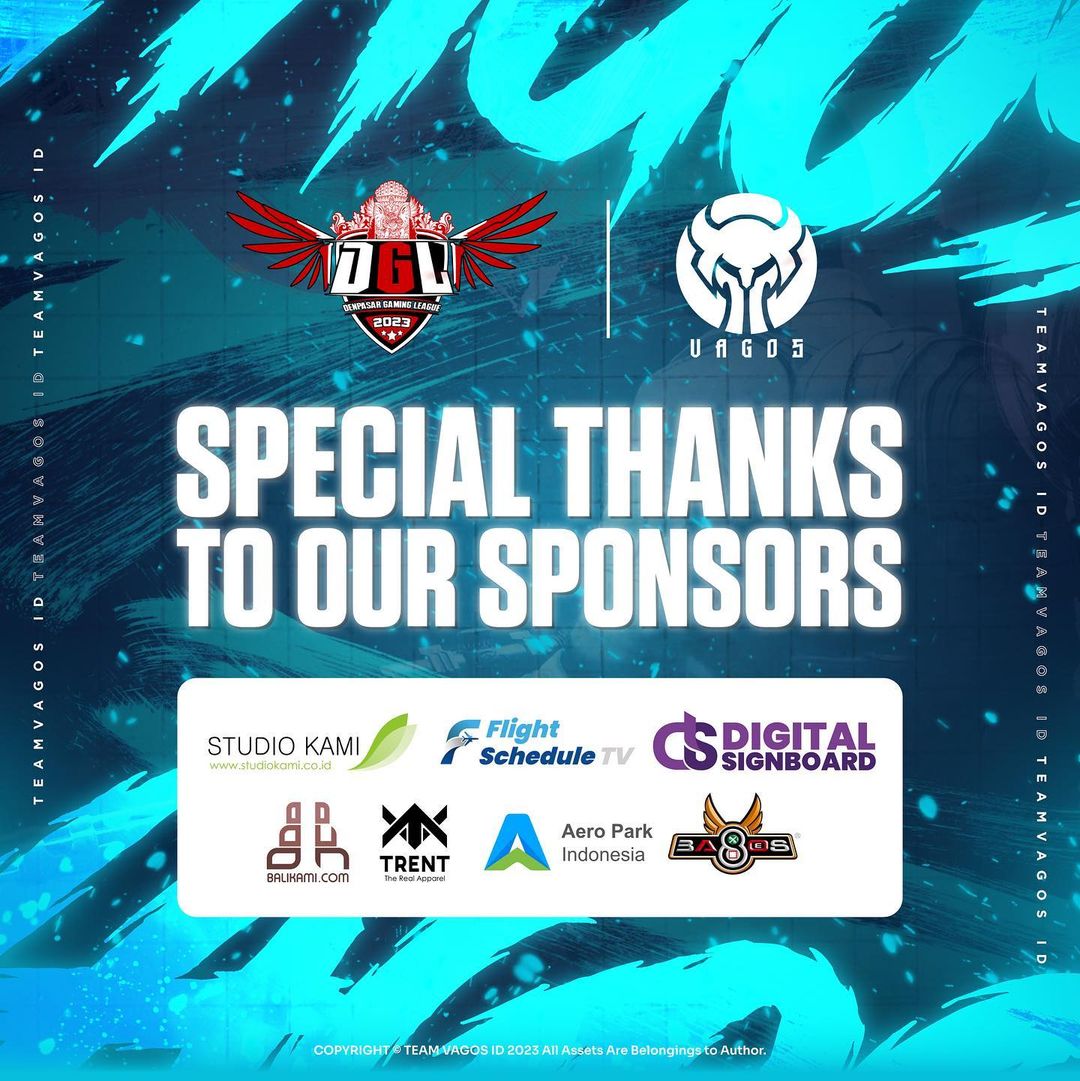 DGL
DENPASAR GAMING LEAGUE
2023
VAGOS
SPECIAL THANKS
TO OUR SPONSORS
STUDIO KAMI
www.studiokami.co.id
Flight
Schedule TV
DIGITAL
SIGNBOARD
BALIKAMI.COM
TRENT
The Real Apparel
Aero Park
Indonesia
BA8OS
TEAMVAGOS ID TEAMVAGOS ID TEAMVAGOS ID
TEAMVAGOS ID TEAMVAGOS ID TEAMVAGOS ID
COPYRIGHT © TEAM VAGOS ID 2023 All Assets Are Belongings to Author.